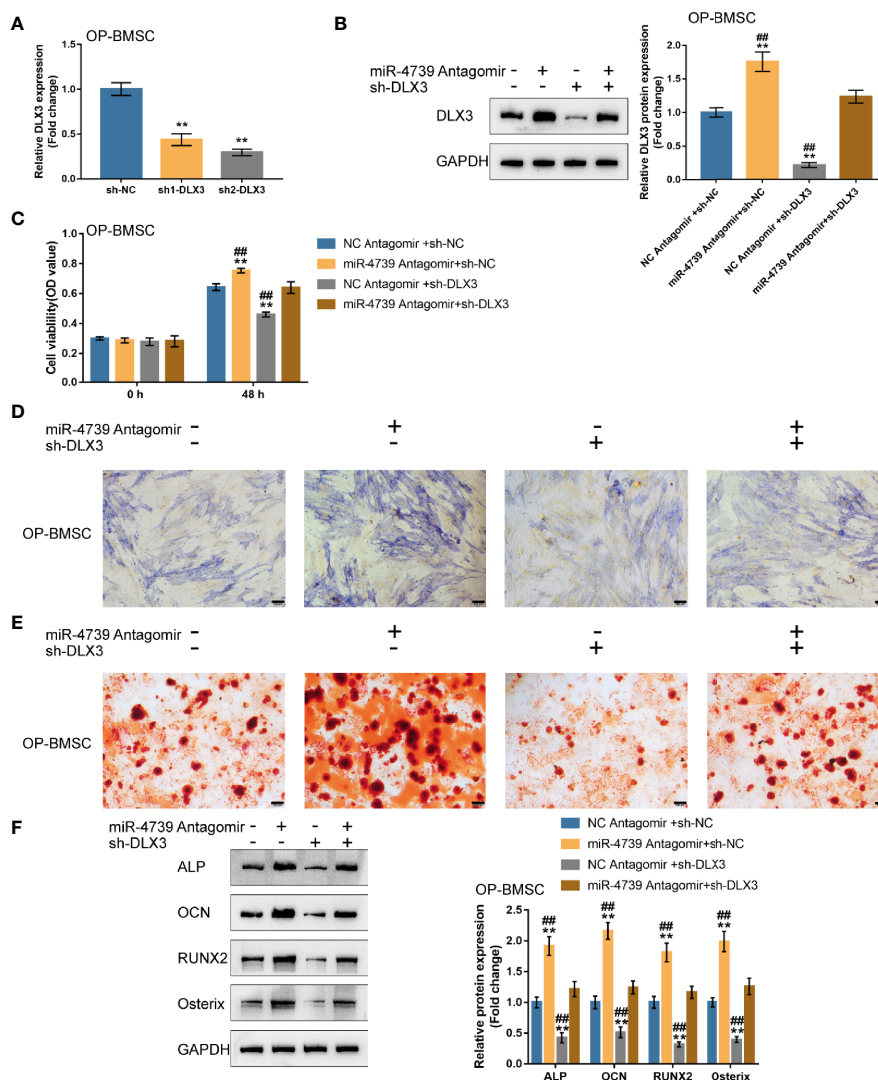 A
OP-BMSC
Relative DLX3 expression
(Fold change)
1.5
1.0
0.5
0.0
**
**
sh-NC
sh1-DLX3
sh2-DLX3
B
miR-4739 Antagomir - + - +
sh-DLX3 - - + +
DLX3
GAPDH
OP-BMSC
Relative DLX3 protein expression
(Fold change)
2.0
1.5
1.0
0.5
0.0
##
**
##
**
NC Antagomir +sh-NC
miR-4739 Antagomir+sh-NC
NC Antagomir +sh-DLX3
miR-4739 Antagomir+sh-DLX3
C
OP-BMSC
Cell viablility(OD value)
1.0
0.8
0.6
0.4
0.2
0.0
##
**
##
**
0 h
48 h
NC Antagomir +sh-NC
miR-4739 Antagomir+sh-NC
NC Antagomir +sh-DLX3
miR-4739 Antagomir+sh-DLX3
D
miR-4739 Antagomir - + - +
sh-DLX3 - - + +
OP-BMSC
E
miR-4739 Antagomir - + - +
sh-DLX3 - - + +
OP-BMSC
F
miR-4739 Antagomir - + - +
sh-DLX3 - - + +
ALP
OCN
RUNX2
Osterix
GAPDH
NC Antagomir +sh-NC
miR-4739 Antagomir+sh-NC
NC Antagomir +sh-DLX3
miR-4739 Antagomir+sh-DLX3
OP-BMSC
Relative protein expression
(Fold change)
2.5
2.0
1.5
1.0
0.5
0.0
##
**
##
**
##
**
##
**
##
**
##
**
##
**
##
**
ALP
OCN
RUNX2
0sterix